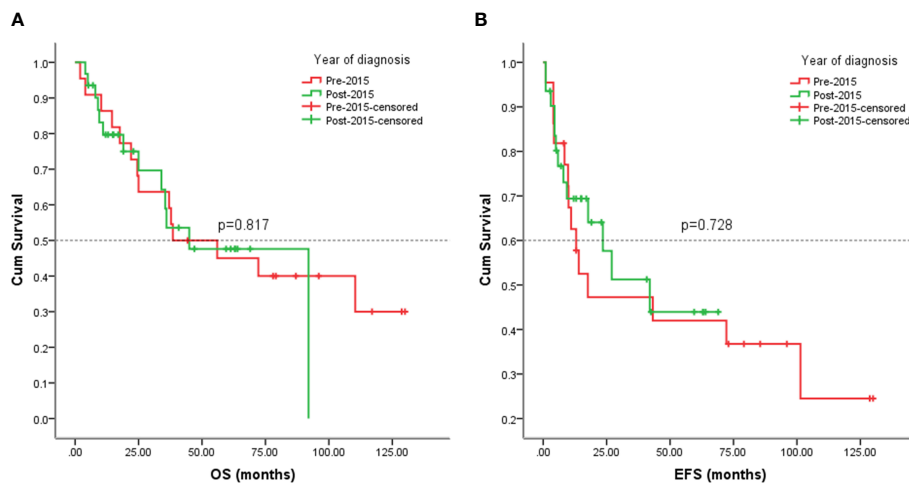 A
Year of diagnosis
Pre-2015
Post-2015
Pre-2015-censored
Post-2015-censored
1.0
0.9
0.8
0.7
0.6
0.5
0.4
0.3
0.2
0.1
0.0
Cum Survival
p=0.817
.00 25.00 50.00 75.00 100.00 125.00
OS (months)
B
Year of diagnosis
Pre-2015
Post-2015
Pre-2015-censored
Post-2015-censored
1.0
0.9
0.8
0.7
0.6
0.5
0.4
0.3
0.2
Cum Survival
p=0.728
.00 25.00 50.00 75.00 100.00 125.00
EFS (months)